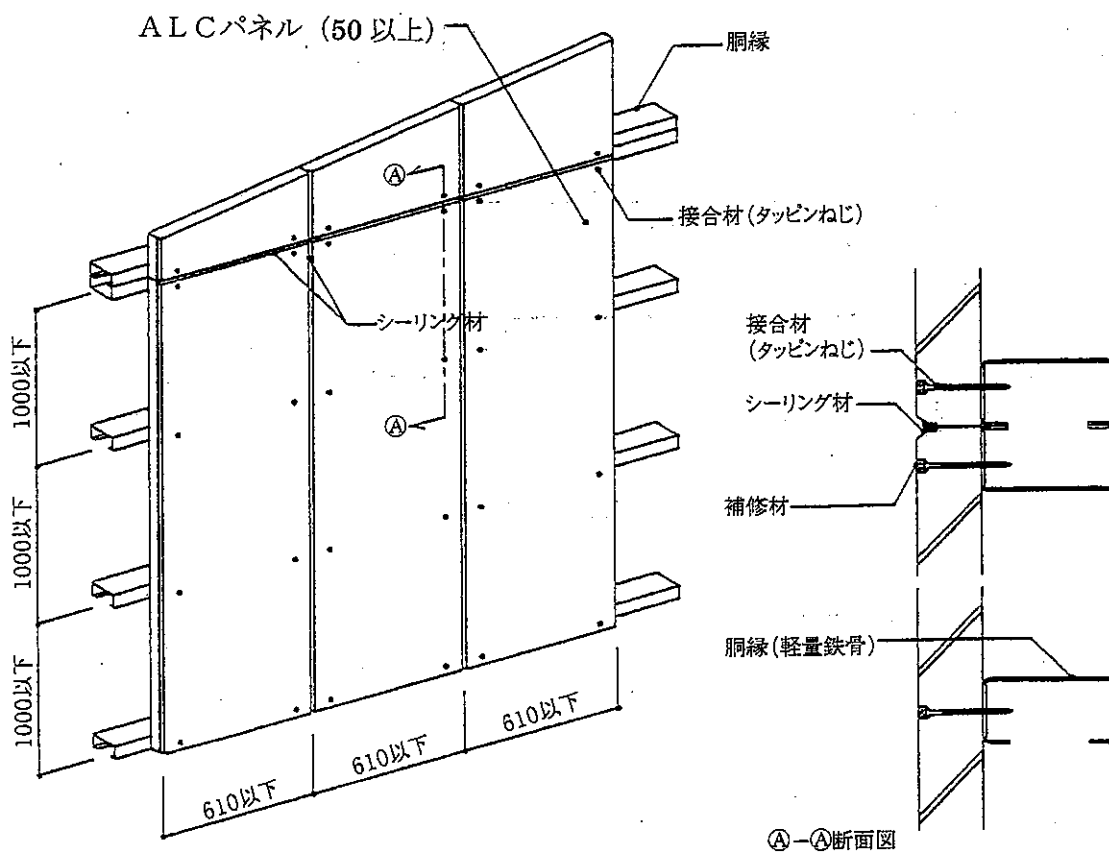 ALCパネル (50 以上)
胴縁
Ⓐ
接合材(タッピンねじ)
シーリング材
Ⓐ
1000以下
1000以下
1000以下
610以下
610以下
610以下
接合材
(タッピンねじ)
シーリング材
補修材
胴縁(軽量鉄骨)
Ⓐ-Ⓐ断面図